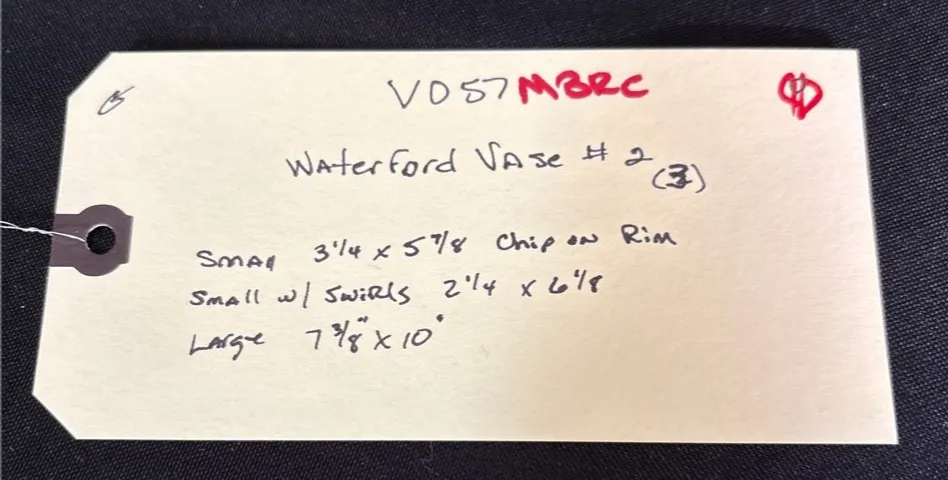 VO57MBRC
Waterford Vase # 2
(3)
Small 3 1/4 x 5 7/8 Chip on Rim
Small w/ Swirls 2 1/4 x 6 1/8
Large 7 3/8" x 10"